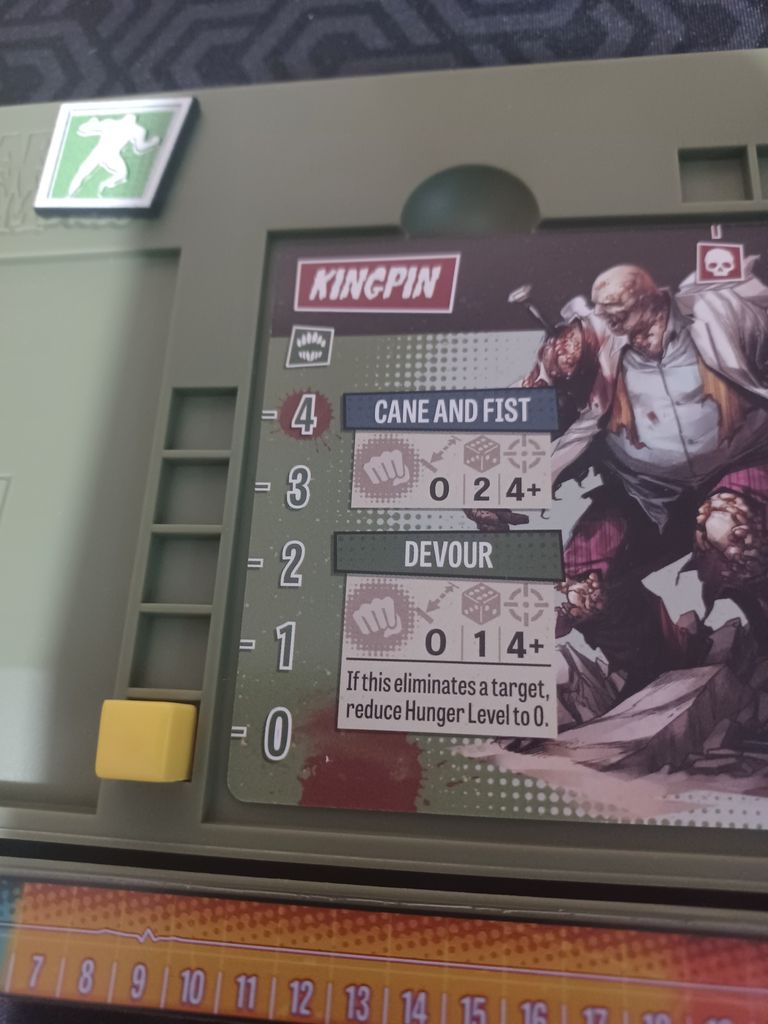 KINGPIN
4
CANE AND FIST
3
0 2 4+
2
DEVOUR
1
0 1 4+
If this eliminates a target,
reduce Hunger Level to 0.
0
7 8 9 10 11 12 13 14 15 16 17